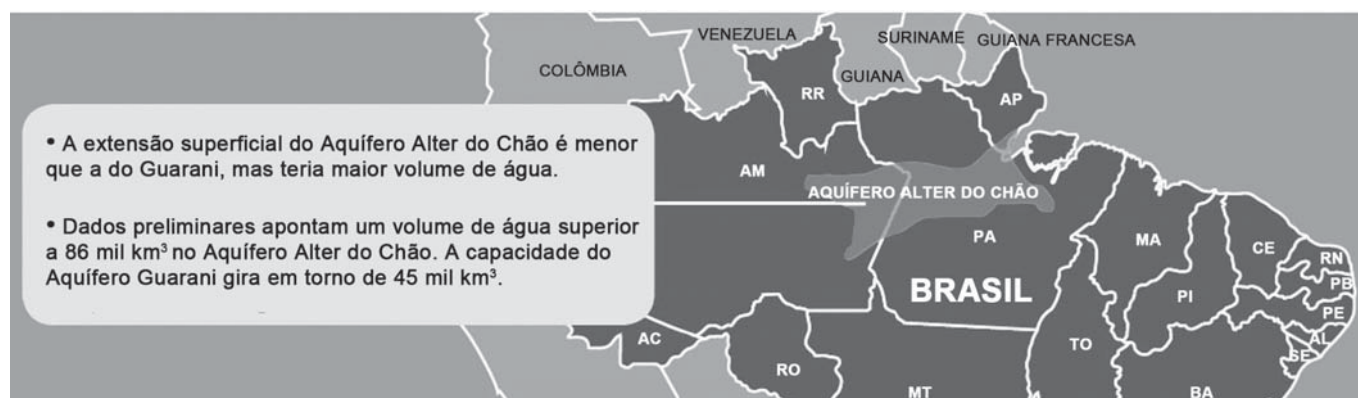 VENEZUELA
SURINAME
GUIANA FRANCESA
COLÔMBIA
GUIANA
RR
AP
• A extensão superficial do Aquífero Alter do Chão é menor
que a do Guarani, mas teria maior volume de água.
• Dados preliminares apontam um volume de água superior
a 86 mil km³ no Aquífero Alter do Chão. A capacidade do
Aquífero Guarani gira em torno de 45 mil km³.
AM
AQUÍFERO ALTER DO CHÃO
PA
MA
CE
RN
PB
BRASIL
PI
PE
AC
TO
AL
SE
RO
MT
BA